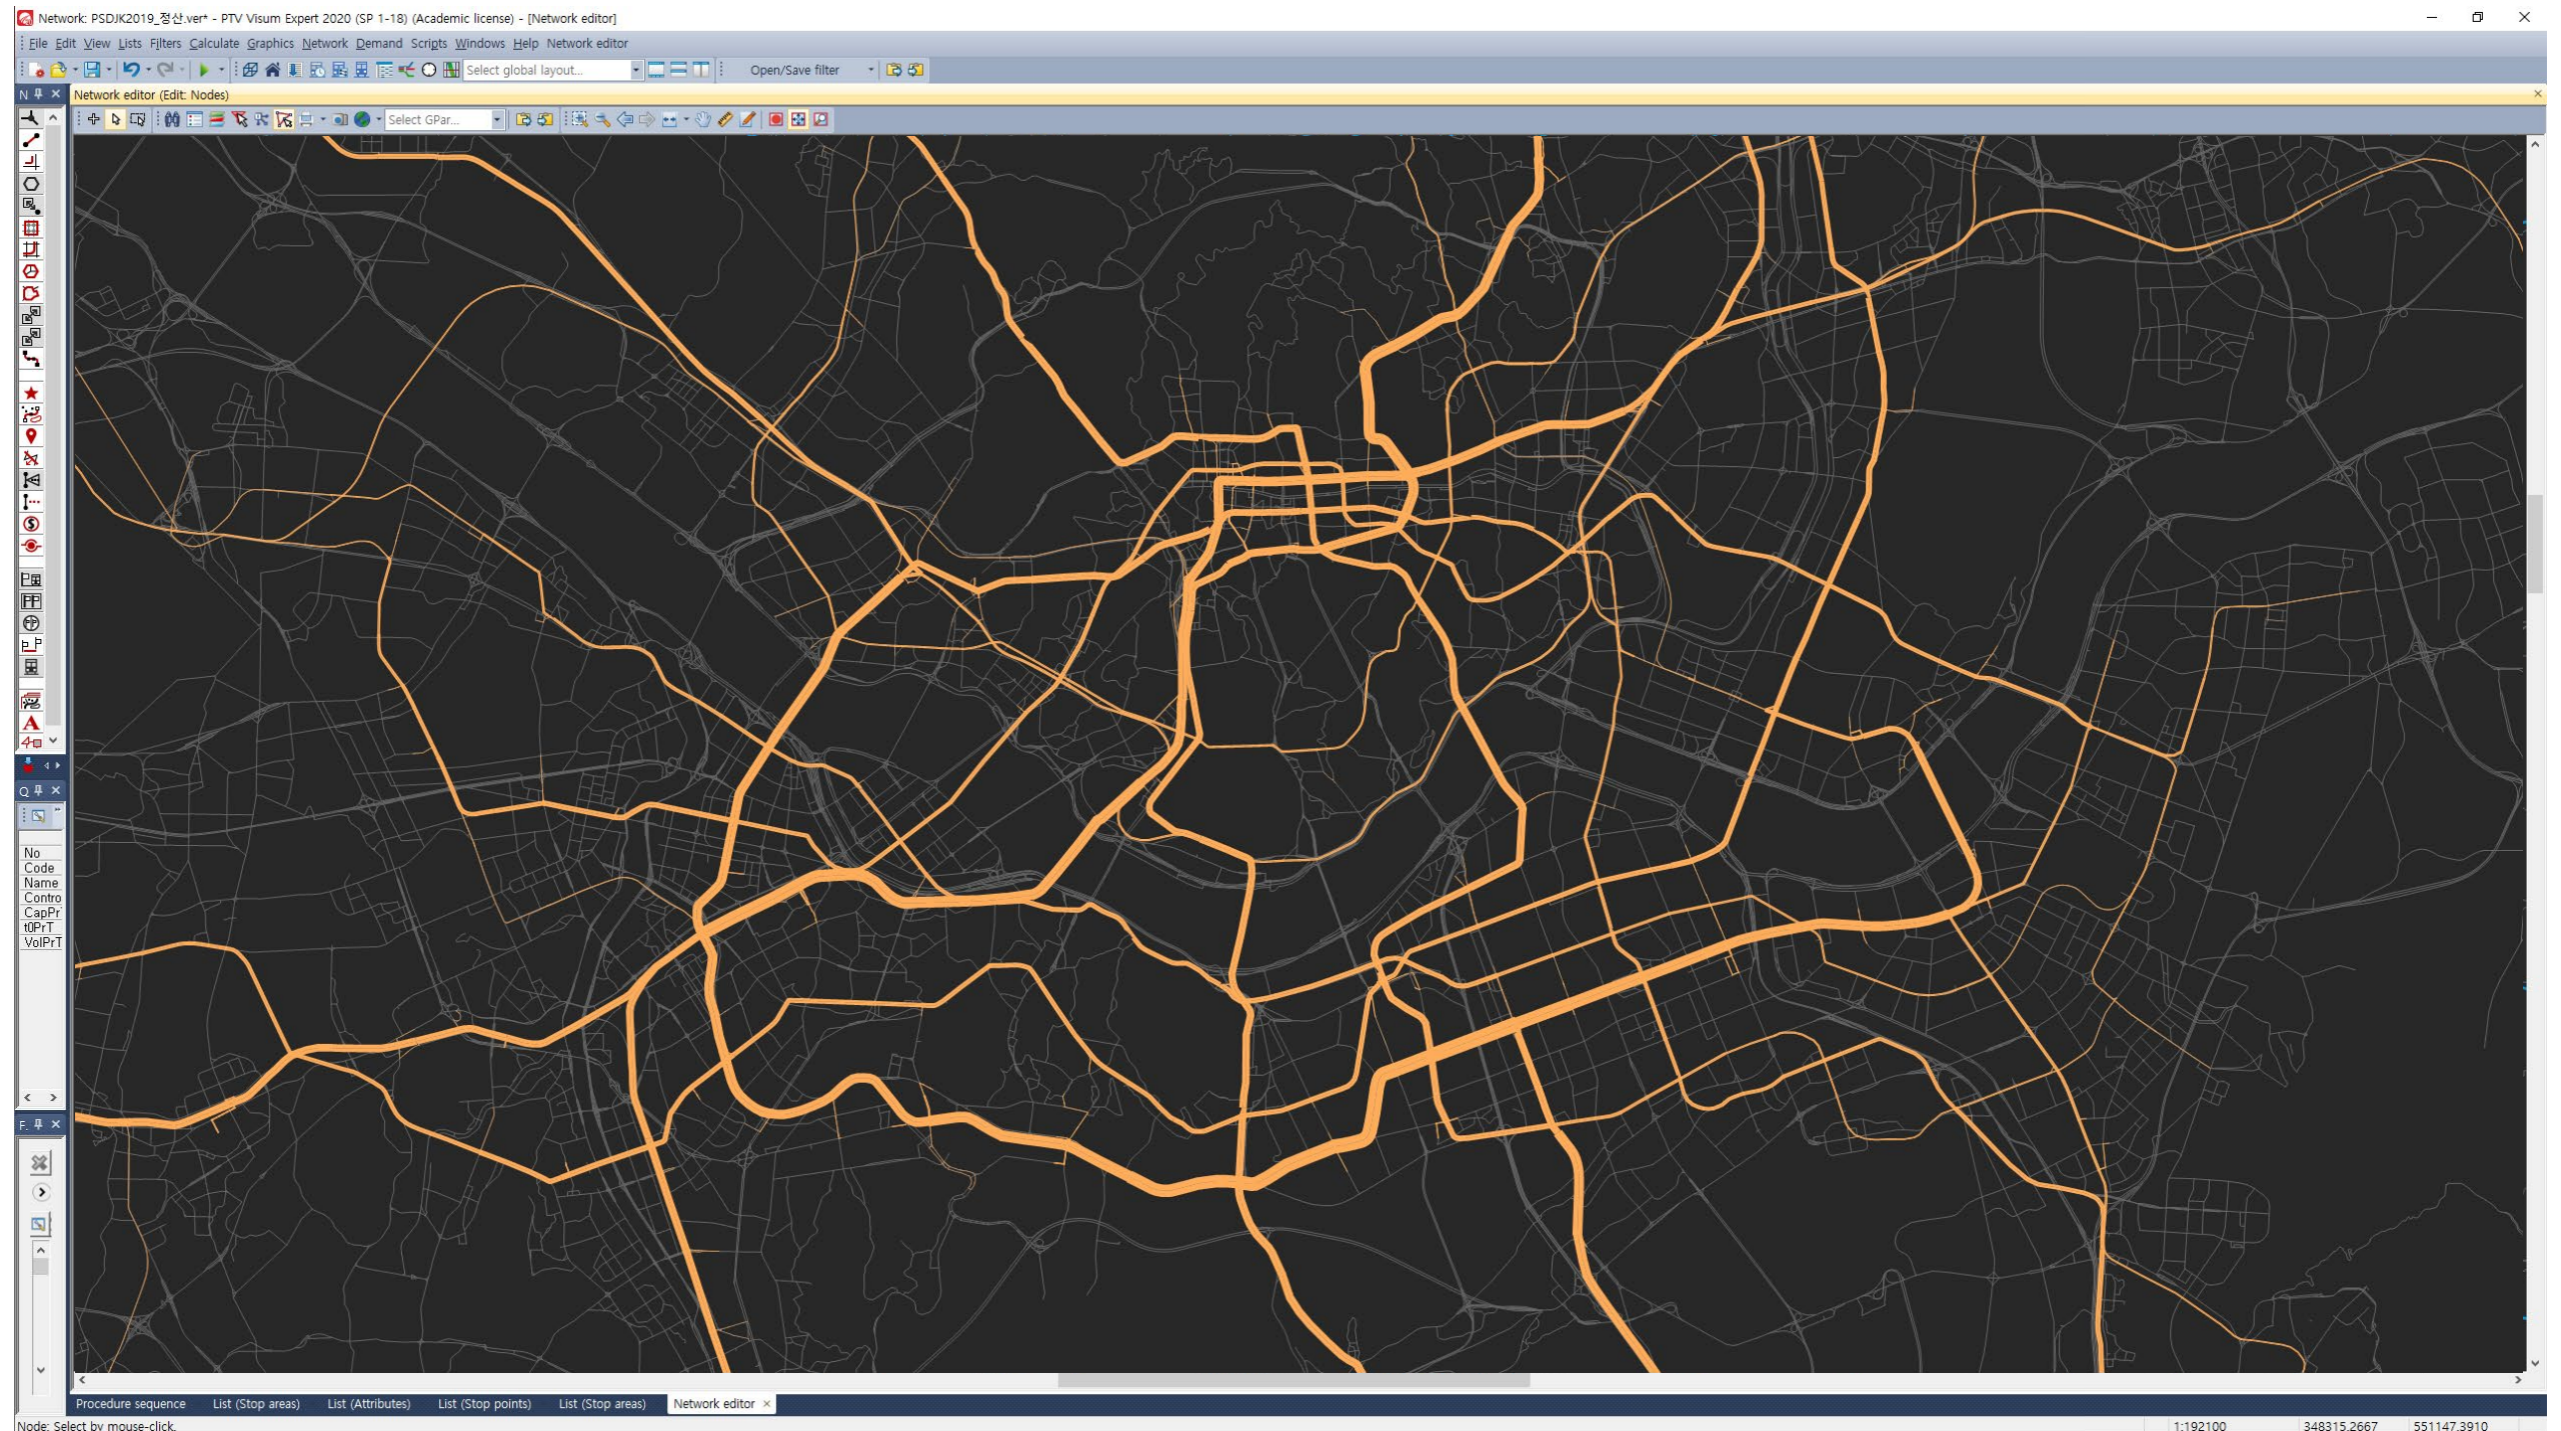 Network: PSDJK2019_정산.ver* - PTV Visum Expert 2020 (SP 1-18) (Academic license) - [Network editor]
File Edit View Lists Filters Calculate Graphics Network Demand Scripts Windows Help Network editor
Select global layout... Open/Save filter
N
Network editor (Edit: Nodes)
Select GPar...
Q
No
Code
Name
Contro
CapPr
t0PrT
VolPrT
F.
Procedure sequence List (Stop areas) List (Attributes) List (Stop points) List (Stop areas) Network editor
Node: Select by mouse-click. 1:192100 348315.2667 551147.3910